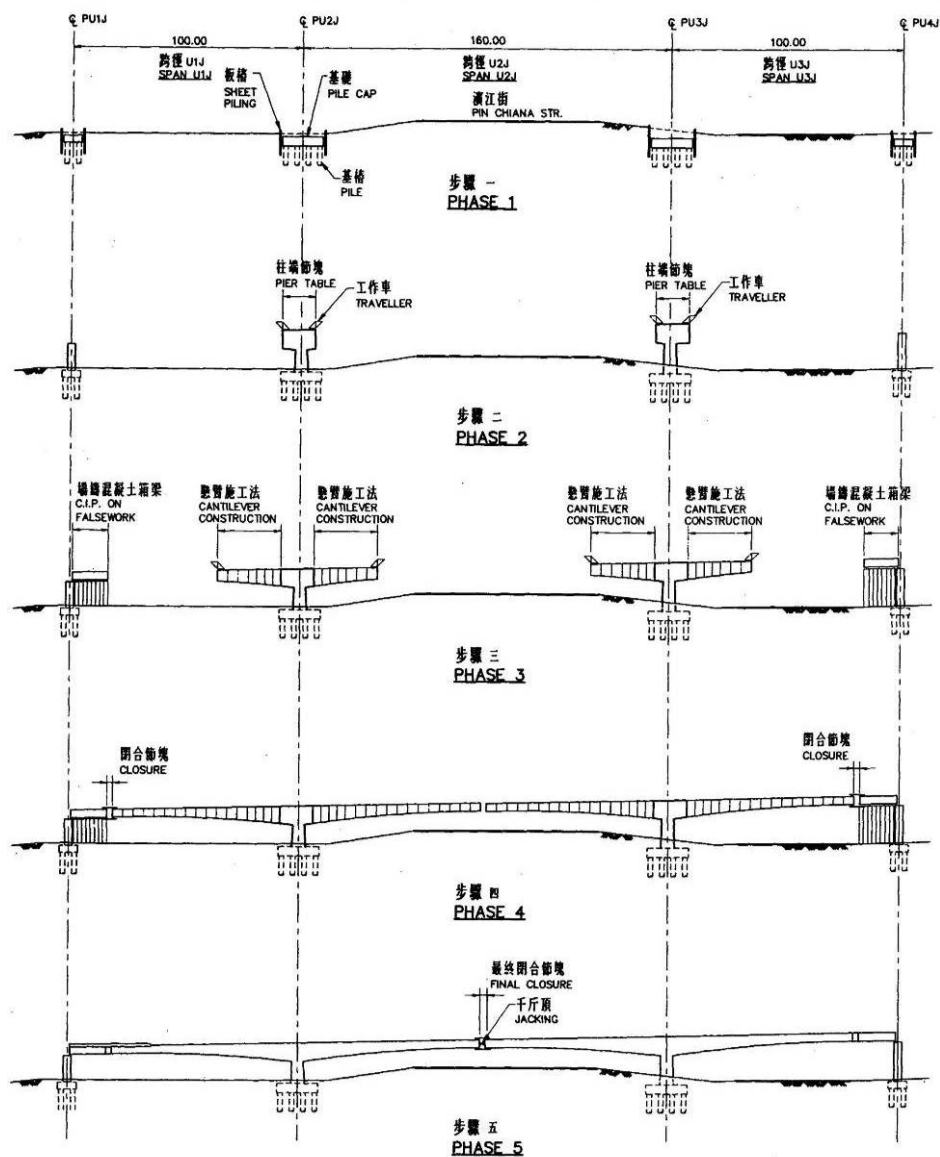 ℄ PU1J
℄ PU2J
℄ PU3J
℄ PU4J
100.00
160.00
100.00
跨徑 U1J
SPAN U1J
跨徑 U2J
SPAN U2J
跨徑 U3J
SPAN U3J
板樁
SHEET
PILING
基礎
PILE CAP
濱江街
PIN CHIANA STR.
基樁
PILE
步驟一
PHASE 1
柱端節塊
PIER TABLE
工作車
TRAVELLER
柱端節塊
PIER TABLE
工作車
TRAVELLER
步驟二
PHASE 2
場鑄混凝土箱梁
C.I.P. ON
FALSEWORK
懸臂施工法
CANTILEVER
CONSTRUCTION
懸臂施工法
CANTILEVER
CONSTRUCTION
懸臂施工法
CANTILEVER
CONSTRUCTION
懸臂施工法
CANTILEVER
CONSTRUCTION
場鑄混凝土箱梁
C.I.P. ON
FALSEWORK
步驟三
PHASE 3
閉合節塊
CLOSURE
閉合節塊
CLOSURE
步驟四
PHASE 4
最終閉合節塊
FINAL CLOSURE
千斤頂
JACKING
步驟五
PHASE 5